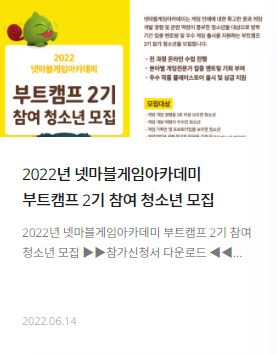 2022
넷마블게임아카데미
부트캠프 2기
참여 청소년 모집
넷마블게임아카데미는 게임 인재에 대한 확고한 꿈과 게임
개발 경험 및 관련 역량이 풍부한 청소년을 대상으로 방학
기간 집중 멘토링 및 우수 게임 출시를 지원하는 부트캠프
2기 참가 청소년을 모집합니다.
• 전 과정 온라인 수업 진행
• 분야별 게임전문가 집중 멘토링 기회 부여
• 우수 작품 플레이스토어 출시 및 상금 지원
모집대상
2022년 넷마블게임아카데미
부트캠프 2기 참여 청소년 모집
2022년 넷마블게임아카데미 부트캠프 2기 참여
청소년 모집 ▶▶참가신청서 다운로드 ◀◀...
2022.06.14